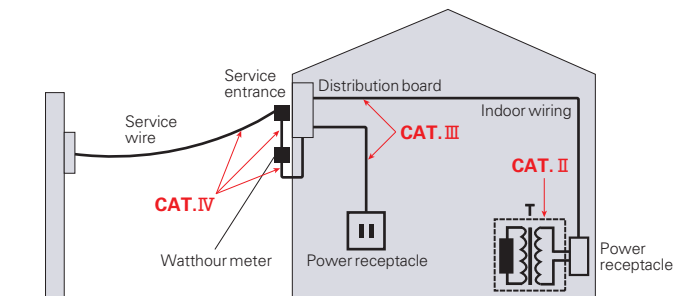 Service
entrance
Distribution board
Indoor wiring
Service
wire
CAT. Ⅲ
CAT. Ⅱ
CAT. Ⅳ
T
Watthour meter
Power receptacle
Power
receptacle